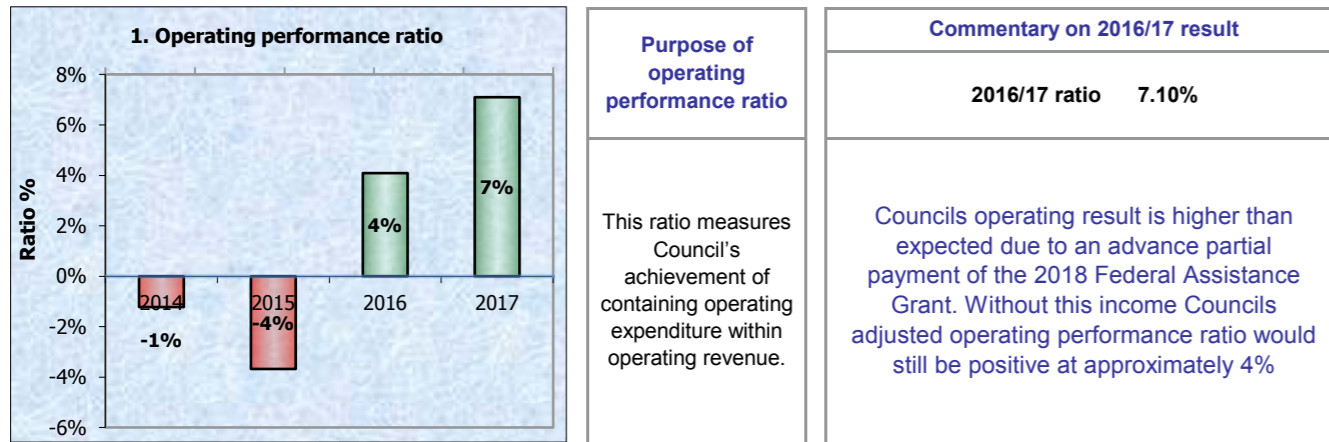 1. Operating performance ratio
8%
6%
4%
2%
0%
-2%
-4%
-6%
Ratio %
2014
2015
2016
2017
-1%
-4%
4%
7%
Purpose of
operating
performance ratio
This ratio measures
Council’s
achievement of
containing operating
expenditure within
operating revenue.
Commentary on 2016/17 result
2016/17 ratio 7.10%
Councils operating result is higher than
expected due to an advance partial
payment of the 2018 Federal Assistance
Grant. Without this income Councils
adjusted operating performance ratio would
still be positive at approximately 4%